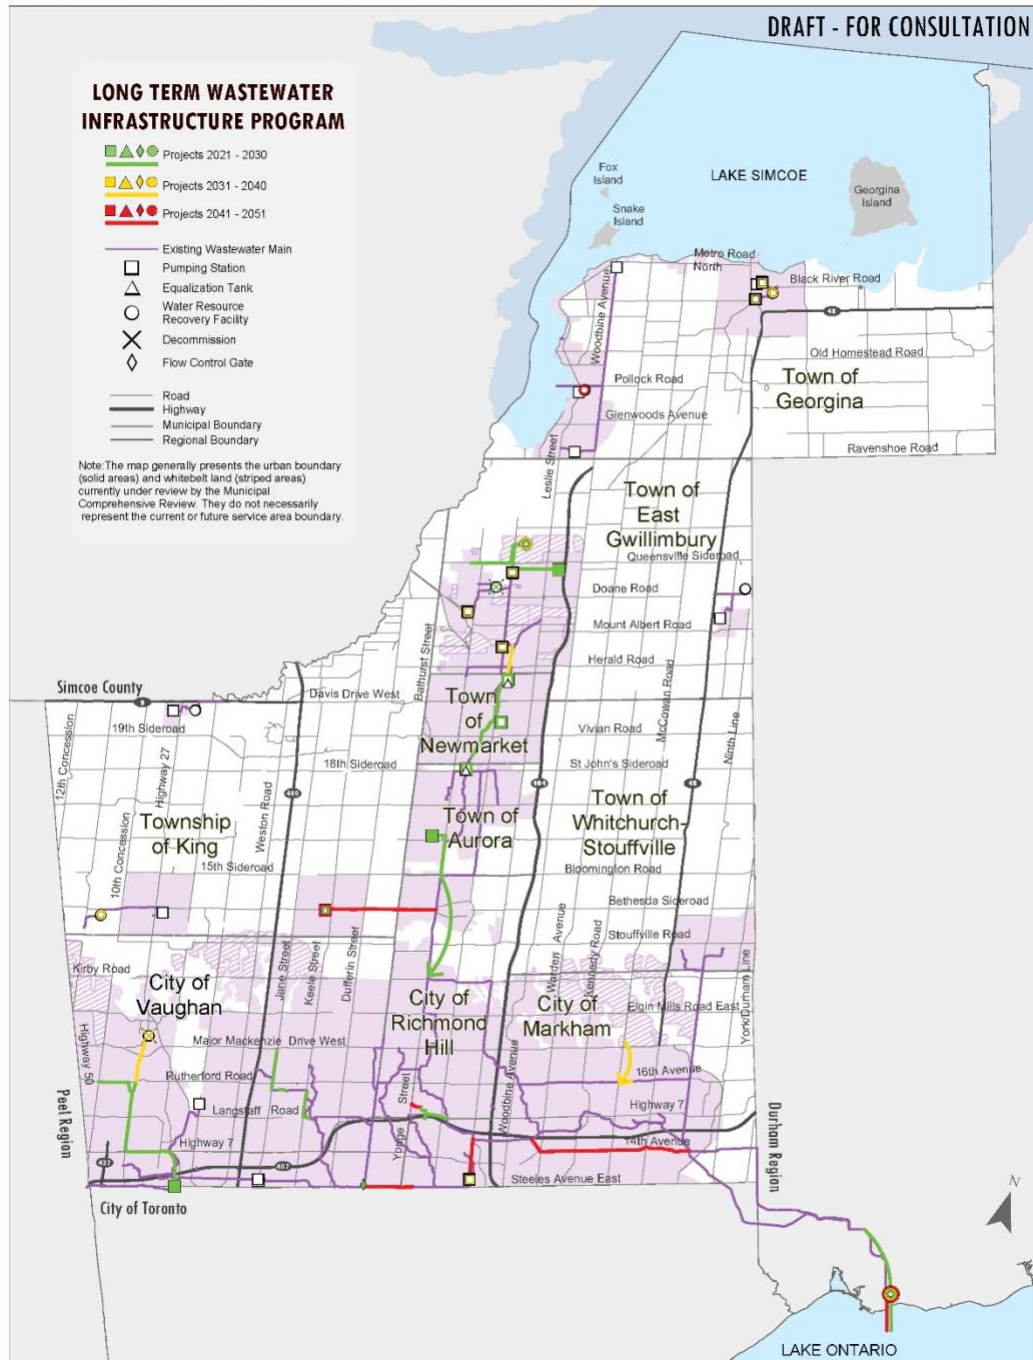 DRAFT - FOR CONSULTATION
LONG TERM WASTEWATER
INFRASTRUCTURE PROGRAM
Projects 2021 - 2030
Projects 2031 - 2040
Projects 2041 - 2051
Existing Wastewater Main
Pumping Station
Equalization Tank
Water Resource
Recovery Facility
Decommission
Flow Control Gate
Road
Highway
Municipal Boundary
Regional Boundary
Note:The map generally presents the urban boundary
(solid areas) and whitebelt land (striped areas)
currently under review by the Municipal
Comprehensive Review. They do not necessarily
represent the current or future service area boundary.
Fox
Island
Snake
Island
LAKE SIMCOE
Georgina
Island
Metro Road
North
Black River Road
48
Woodbine Avenue
Old Homestead Road
Pollock Road
Town of
Georgina
Glenwoods Avenue
Ravenshoe Road
Leslie Street
Town of
East
Gwillimbury
Queensville Sideroad
Doane Road
Mount Albert Road
Herald Road
Bathurst Street
McCowan Road
Ninth Line
Simcoe County
9
Davis Drive West
Town
of
Newmarket
Vivian Road
19th Sideroad
12th Concession
Highway 27
18th Sideroad
St John's Sideroad
Weston Road
400
404
48
Township
of King
Town of
Aurora
Town of
Whitchurch-
Stouffville
10th Concession
15th Sideroad
Bloomington Road
Bethesda Sideroad
Stouffville Road
Kirby Road
Jane Street
Keele Street
Dufferin Street
Warden Avenue
Kennedy Road
York/Durham Line
City of
Vaughan
City of
Richmond
Hill
City of
Markham
Elgin Mills Road East
Highway 50
Major Mackenzie Drive West
Rutherford Road
16th Avenue
Peel Region
Langstaff Road
Yonge Street
Woodbine Avenue
Highway 7
Highway 7
14th Avenue
Durham Region
427
407
Steeles Avenue East
City of Toronto
N
LAKE ONTARIO